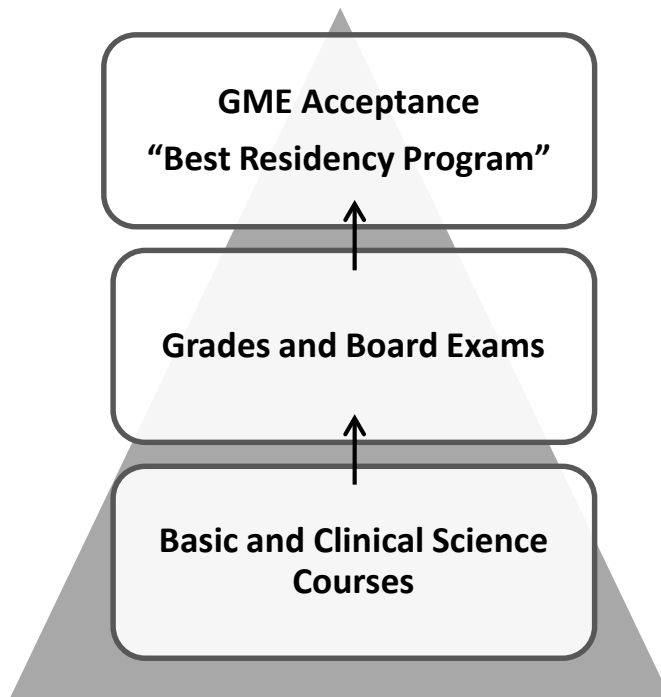 GME Acceptance
“Best Residency Program”
Grades and Board Exams
Basic and Clinical Science
Courses